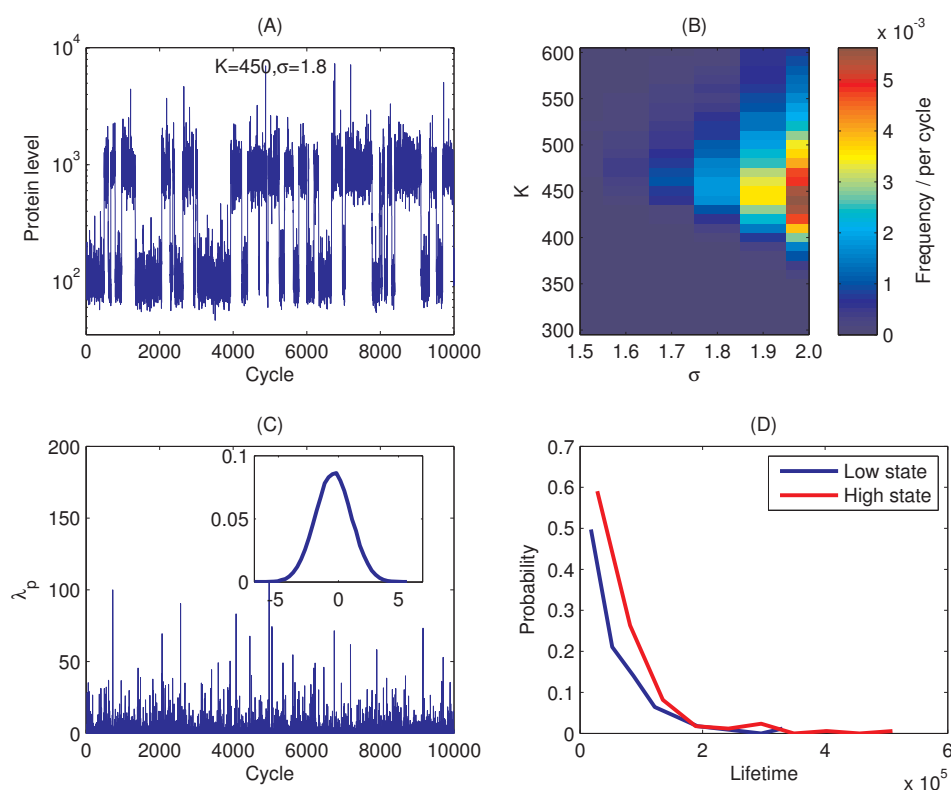 (A)
K=450,σ=1.8
Protein level
10^4
10^3
10^2
0 2000 4000 6000 8000 10000
Cycle
(B)
K
600
550
500
450
400
350
300
1.5 1.6 1.7 1.8 1.9 2.0
σ
x 10^-3
5
4
3
2
1
0
Frequency / per cycle
(C)
λ_p
200
150
100
50
0
0 2000 4000 6000 8000 10000
Cycle
0.1
0.05
0
-5 0 5
(D)
Probability
0.7
0.6
0.5
0.4
0.3
0.2
0.1
0
Low state
High state
0 2 4 6
x 10^5
Lifetime